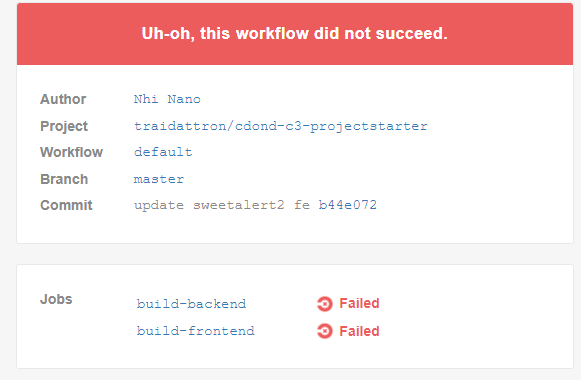 Uh-oh, this workflow did not succeed.
Author Nhi Nano
Project traidattron/cdond-c3-projectstarter
Workflow default
Branch master
Commit update sweetalert2 fe b44e072
Jobs build-backend Failed
build-frontend Failed